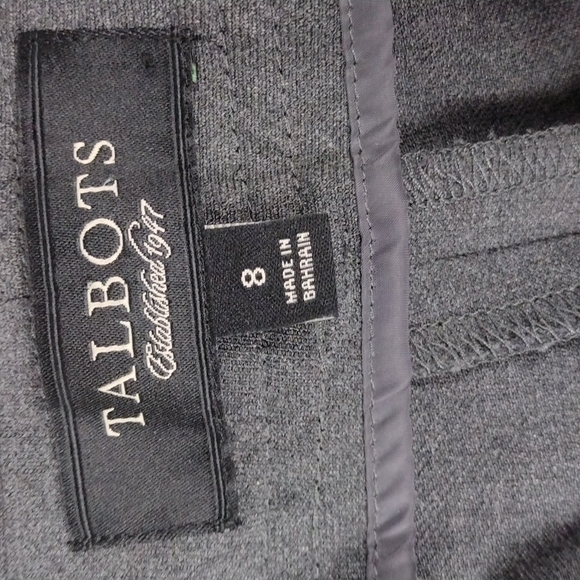 TALBOTS
Established 1947
8
MADE IN
BAHRAIN